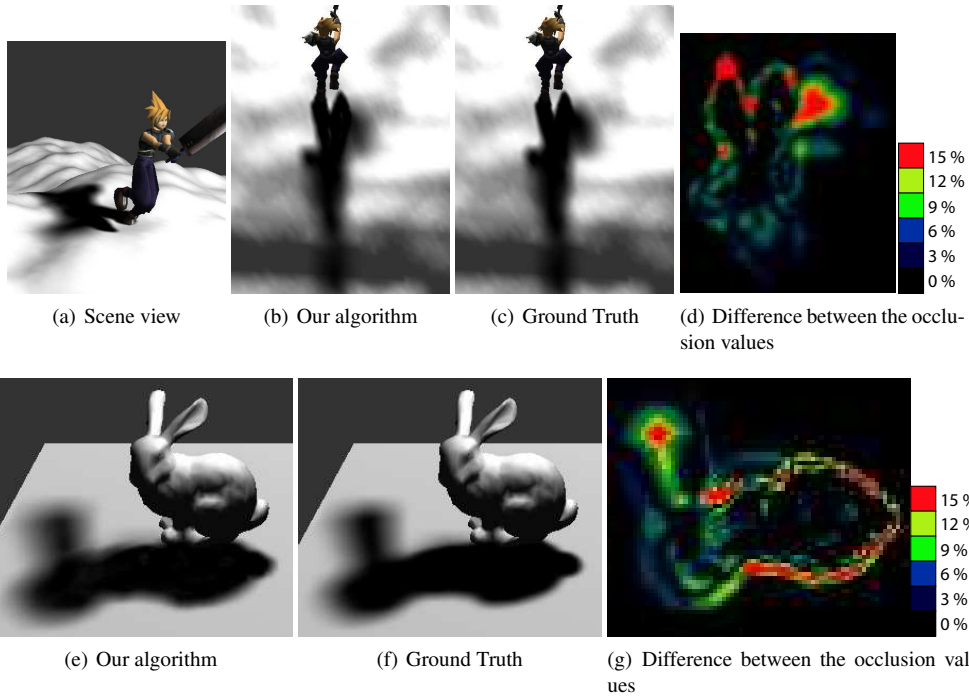 15 %
12 %
9 %
6 %
3 %
0 %
(a) Scene view
(b) Our algorithm
(c) Ground Truth
(d) Difference between the occlu-
sion values
15 %
12 %
9 %
6 %
3 %
0 %
(e) Our algorithm
(f) Ground Truth
(g) Difference between the occlusion val
ues